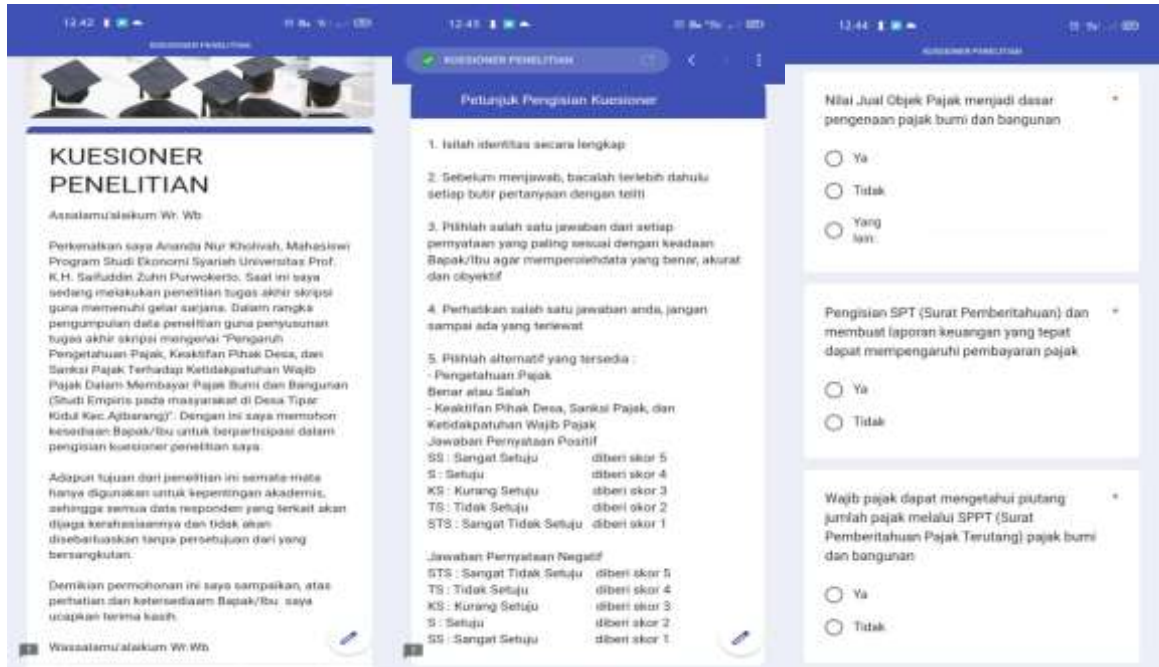 12.42
KUESIONER PENELITIAN
KUESIONER
PENELITIAN
Assalamu'alaikum Wr. Wb
Perkenalkan saya Ananda Nur Kholivah, Mahasiswi
Program Studi Ekonomi Syariah Universitas Prof.
K.H. Saifuddin Zuhri Purwokerto. Saat ini saya
sedang melakukan penelitian tugas akhir skripsi
guna memenuhi gelar sarjana. Dalam rangka
pengumpulan data penelitian guna penyusunan
tugas akhir skripsi mengenai "Pengaruh
Pengetahuan Pajak, Keaktifan Pihak Desa, dan
Sanksi Pajak Terhadap Ketidakpatuhan Wajib
Pajak Dalam Membayar Pajak Bumi dan Bangunan
(Studi Empiris pada masyarakat di Desa Tipar
Kidul Kec.Ajibarang)". Dengan ini saya memohon
kesediaan Bapak/Ibu untuk berpartisipasi dalam
pengisian kuesioner penelitian saya.
Adapun tujuan dari penelitian ini semata-mata
hanya digunakan untuk kepentingan akademis,
sehingga semua data responden yang terkait akan
dijaga kerahasiaannya dan tidak akan
disebarluaskan tanpa persetujuan dari yang
bersangkutan.
Demikian permohonan ini saya sampaikan, atas
perhatian dan ketersediaam Bapak/Ibu saya
ucapkan terima kasih.
Wassalamu'alaikum Wr.Wb
12.43
KUESIONER PENELITIAN
Petunjuk Pengisian Kuesioner
1. Isilah identitas secara lengkap
2. Sebelum menjawab, bacalah terlebih dahulu
setiap butir pertanyaan dengan teliti
3. Pilihlah salah satu jawaban dari setiap
pernyataan yang paling sesuai dengan keadaan
Bapak/Ibu agar memperolehdata yang benar, akurat
dan obyektif
4. Perhatikan salah satu jawaban anda, jangan
sampai ada yang terlewat
5. Pilihlah alternatif yang tersedia :
- Pengetahuan Pajak
Benar atau Salah
- Keaktifan Pihak Desa, Sanksi Pajak, dan
Ketidakpatuhan Wajib Pajak
Jawaban Pernyataan Positif
SS : Sangat Setuju diberi skor 5
S : Setuju diberi skor 4
KS : Kurang Setuju diberi skor 3
TS : Tidak Setuju diberi skor 2
STS : Sangat Tidak Setuju diberi skor 1
Jawaban Pernyataan Negatif
STS : Sangat Tidak Setuju diberi skor 5
TS : Tidak Setuju diberi skor 4
KS : Kurang Setuju diberi skor 3
S : Setuju diberi skor 2
SS : Sangat Setuju diberi skor 1
12.44
KUESIONER PENELITIAN
Nilai Jual Objek Pajak menjadi dasar *
pengenaan pajak bumi dan bangunan
Ya
Tidak
Yang
lain:
Pengisian SPT (Surat Pemberitahuan) dan *
membuat laporan keuangan yang tepat
dapat mempengaruhi pembayaran pajak
Ya
Tidak
Wajib pajak dapat mengetahui piutang *
jumlah pajak melalui SPPT (Surat
Pemberitahuan Pajak Terutang) pajak bumi
dan bangunan
Ya
Tidak